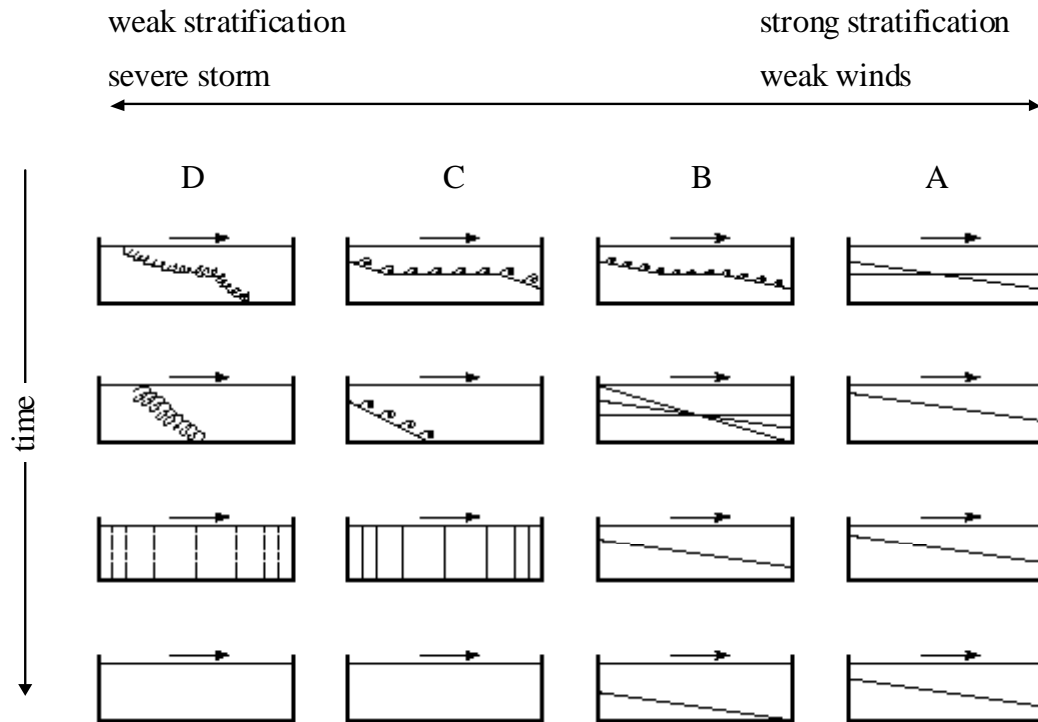 weak stratification strong stratification
severe storm weak winds
D C B A
time